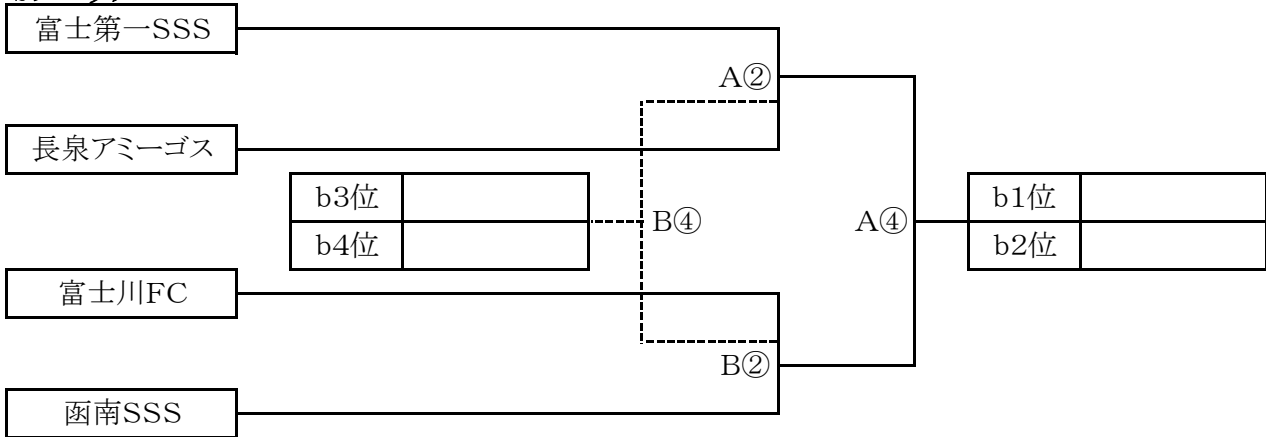 富士第一SSS
A②
長泉アミーゴス
b3位
b4位
B④
A④
b1位
b2位
富士川FC
B②
函南SSS